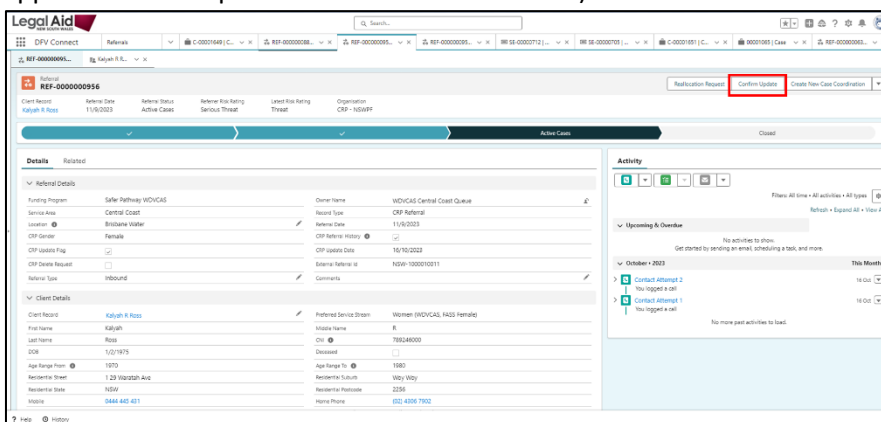 Legal Aid
NEW SOUTH WALES
Search...
DFV Connect
Referrals
C-00001649 | C...
REF-000000088...
REF-000000095...
REF-000000095...
SE-00000712 | ...
SE-00000705 | ...
C-00001651 | C...
00001065 | Case
REF-000000063...
REF-000000095...
Kalyah R R...
Referral
REF-0000000956
Reallocation Request
Confirm Update
Create New Case Coordination
Client Record Referral Date Referral Status Referrer Risk Rating Latest Risk Rating Organisation
Kalyah R Ross 11/9/2023 Active Cases Serious Threat Threat CRP - NSWPF
Active Cases
Closed
Details Related
Referral Details
Funding Program Safer Pathway WDVCAS Owner Name WDVCAS Central Coast Queue
Service Area Central Coast Record Type CRP Referral
Location Brisbane Water Referral Date 11/9/2023
CRP Gender Female CRP Referral History
CRP Update Flag CRP Update Date 16/10/2023
CRP Delete Request External Referral Id NSW-1000010011
Referral Type Inbound Comments
Client Details
Client Record Kalyah R Ross Preferred Service Stream Women (WDVCAS, FASS Female)
First Name Kalyah Middle Name R
Last Name Ross CNI 789246000
DOB 1/2/1975 Deceased
Age Range From 1970 Age Range To 1980
Residential Street 1 29 Waratah Ave Residential Suburb Woy Woy
Residential State NSW Residential Postcode 2256
Mobile 0444 445 431 Home Phone (02) 4306 7902
Activity
Filters: All time • All activities • All types
Refresh • Expand All • View
Upcoming & Overdue
No activities to show.
Get started by sending an email, scheduling a task, and more.
October • 2023 This Month
Contact Attempt 2 16 Oct
You logged a call
Contact Attempt 1 16 Oct
You logged a call
No more past activities to load.
Help History